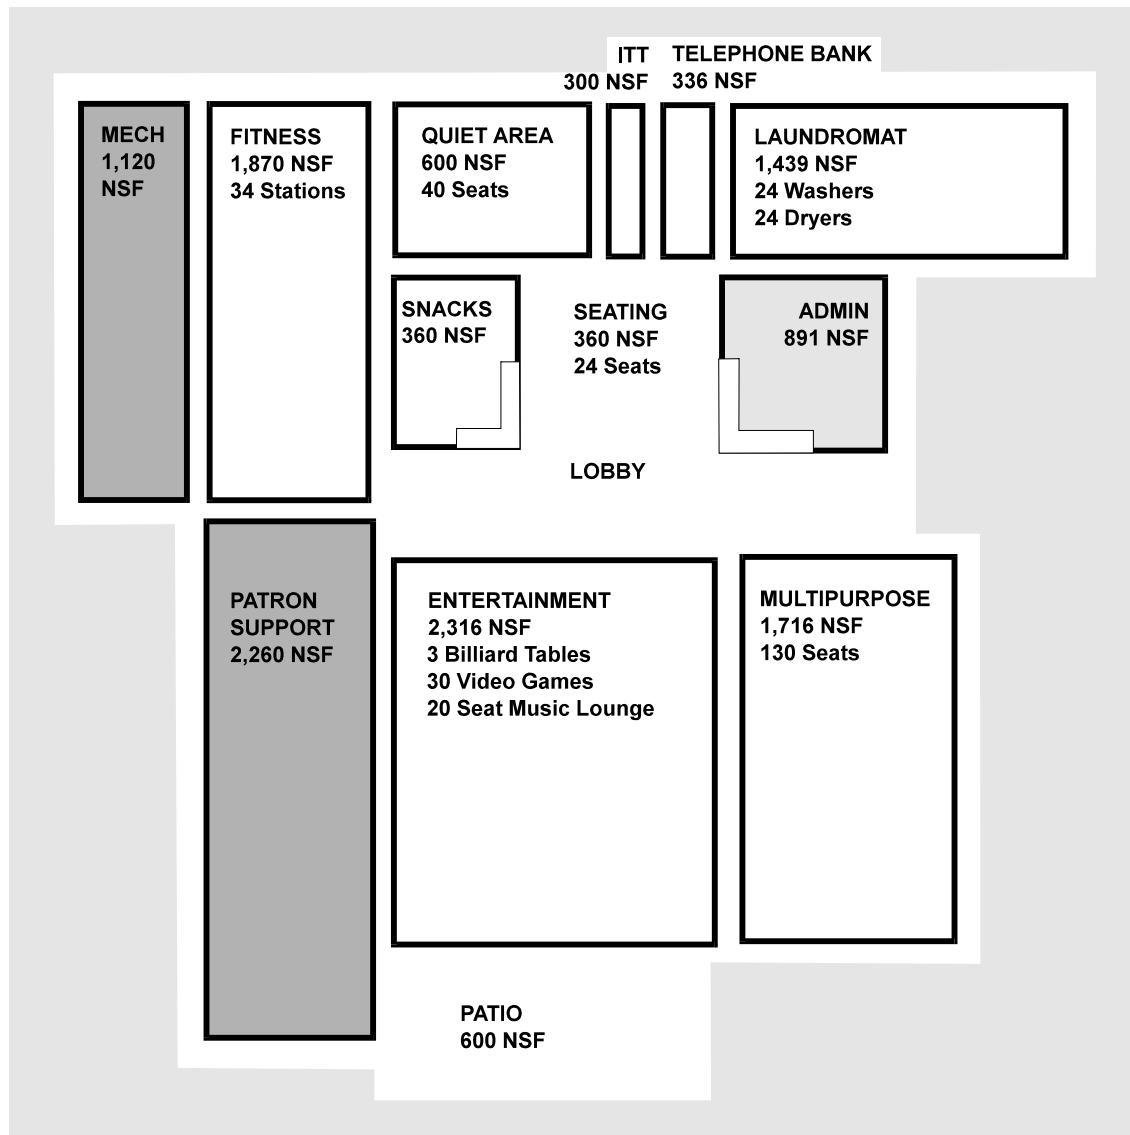 ITT
300 NSF
TELEPHONE BANK
336 NSF
MECH
1,120
NSF
FITNESS
1,870 NSF
34 Stations
QUIET AREA
600 NSF
40 Seats
LAUNDROMAT
1,439 NSF
24 Washers
24 Dryers
SNACKS
360 NSF
SEATING
360 NSF
24 Seats
ADMIN
891 NSF
LOBBY
PATRON
SUPPORT
2,260 NSF
ENTERTAINMENT
2,316 NSF
3 Billiard Tables
30 Video Games
20 Seat Music Lounge
MULTIPURPOSE
1,716 NSF
130 Seats
PATIO
600 NSF